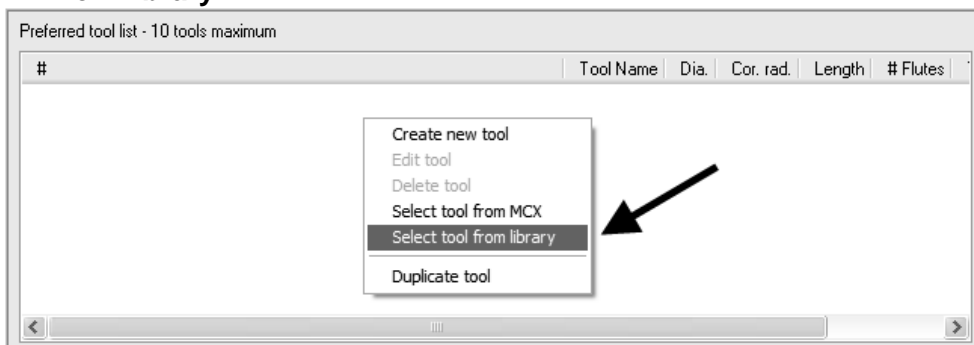 Preferred tool list - 10 tools maximum
# Tool Name Dia. Cor. rad. Length # Flutes
Create new tool
Edit tool
Delete tool
Select tool from MCX
Select tool from library
Duplicate tool